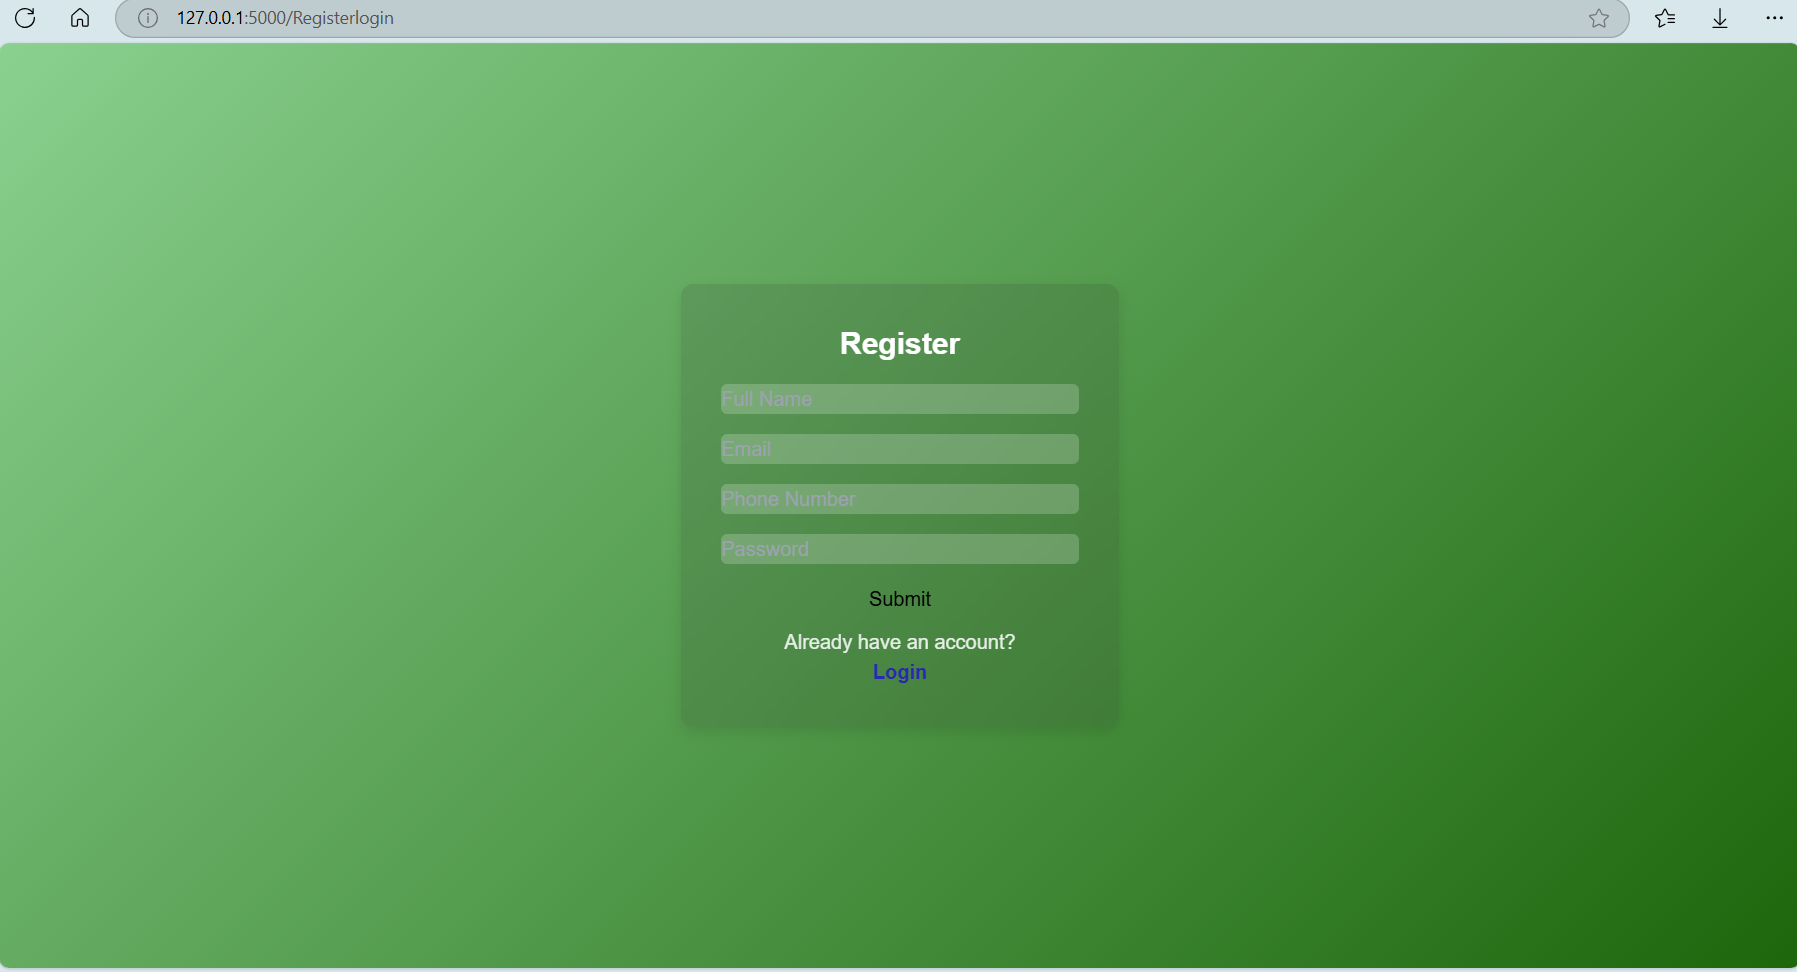 127.0.0.1:5000/Registerlogin
Register
Full Name
Email
Phone Number
Password
Submit
Already have an account?
Login